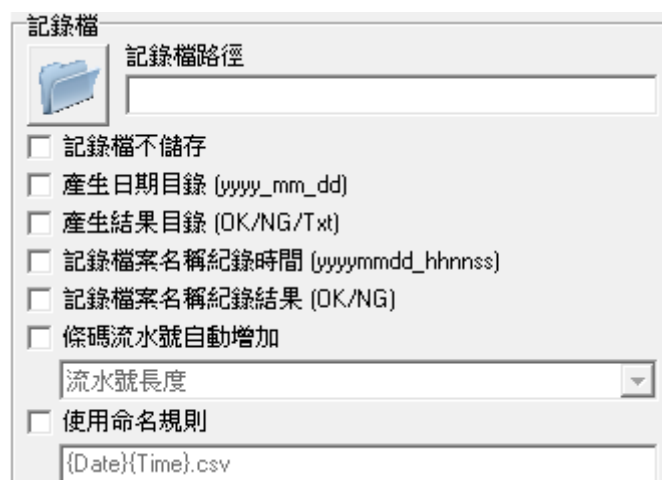 記錄檔
記錄檔路徑
記錄檔不儲存
產生日期目錄 (yyyy_mm_dd)
產生結果目錄 (OK/NG/Txt)
記錄檔案名稱紀錄時間 (yyyymmdd_hhnnss)
記錄檔案名稱紀錄結果 (OK/NG)
條碼流水號自動增加
流水號長度
使用命名規則
{Date}{Time}.csv